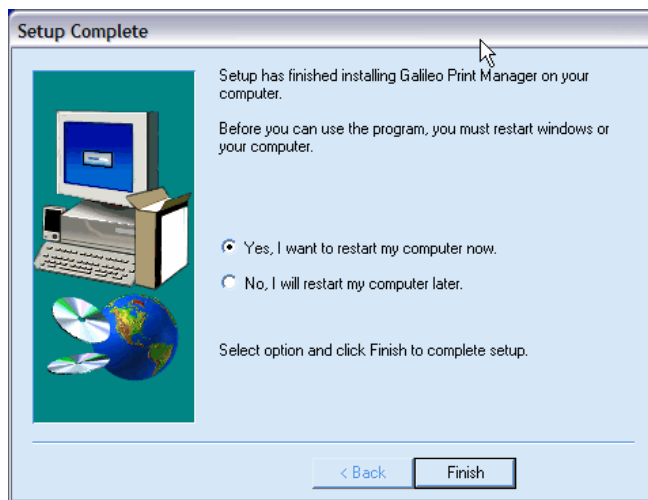 Setup Complete
Setup has finished installing Galileo Print Manager on your
computer.
Before you can use the program, you must restart windows or
your computer.
Yes, I want to restart my computer now.
No, I will restart my computer later.
Select option and click Finish to complete setup.
< Back
Finish